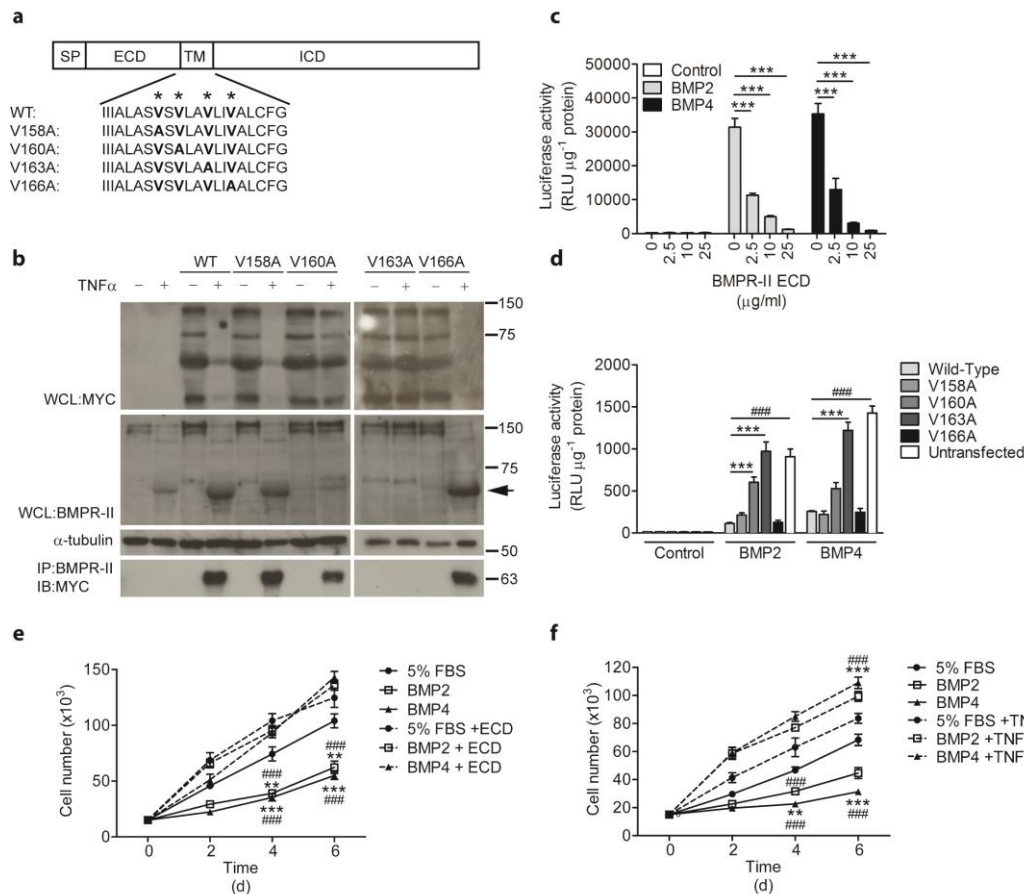 a
SP ECD TM ICD
* * * *
WT: IIIALASVSVLAVLIVALCFG
V158A: IIIALASASVLAVLIVALCFG
V160A: IIIALASVSALAVLIVALCFG
V163A: IIIALASVSVLAALIVALCFG
V166A: IIIALASVSVLAVLIAALCFG
b
WT V158A V160A V163A V166A
TNFα – + – + – + – + – + – +
150
75
WCL:MYC
150
75
WCL:BMPR-II
α-tubulin
50
IP:BMPR-II
IB:MYC
63
c
Luciferase activity
(RLU µg⁻¹ protein)
50000
40000
30000
20000
10000
0
Control
BMP2
BMP4
***
***
***
***
***
***
0 2.5 10 25 0 2.5 10 25 0 2.5 10 25
BMPR-II ECD
(µg/ml)
d
Luciferase activity
(RLU µg⁻¹ protein)
2000
1500
1000
500
0
###
***
***
###
***
Wild-Type
V158A
V160A
V163A
V166A
Untransfected
Control BMP2 BMP4
e
Cell number (x10³)
150
100
50
0
###
**
***
###
###
**
***
###
0 2 4 6
Time
(d)
5% FBS
BMP2
BMP4
5% FBS +ECD
BMP2 + ECD
BMP4 + ECD
f
Cell number (x10³)
120
100
80
60
40
20
0
###
***
###
**
###
***
###
0 2 4 6
Time
(d)
5% FBS
BMP2
BMP4
5% FBS +TN
BMP2 +TNF
BMP4 +TNF